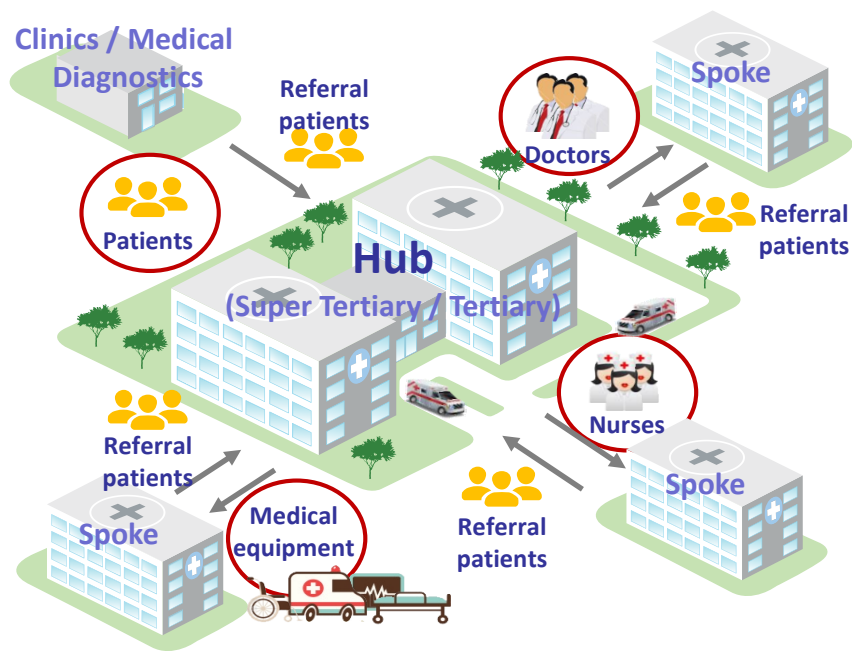 Clinics / Medical
Diagnostics
Referral
patients
Doctors
Spoke
Patients
Referral
patients
Hub
(Super Tertiary / Tertiary)
Nurses
Referral
patients
Spoke
Medical
equipment
Referral
patients
Spoke